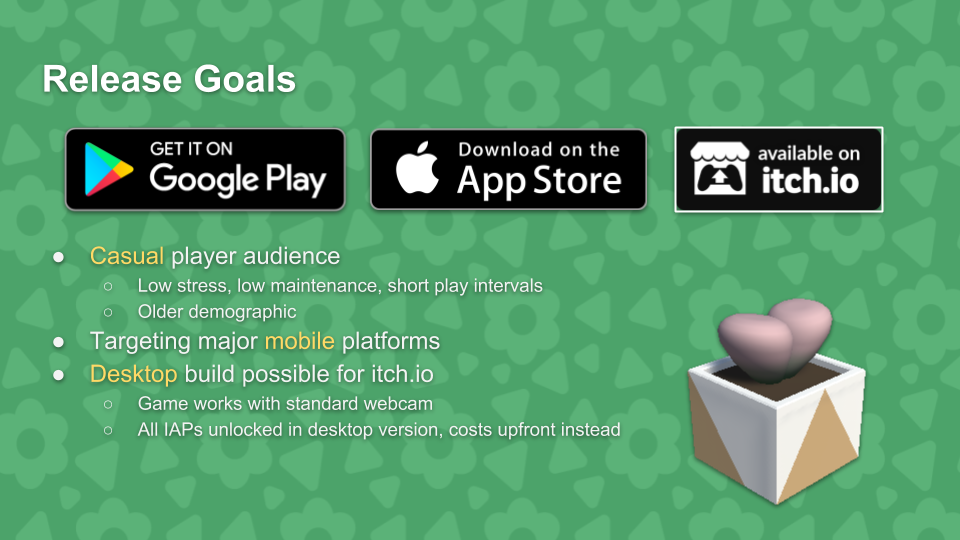 Release Goals
GET IT ON
Google Play
Download on the
App Store
available on
itch.io
● Casual player audience
○ Low stress, low maintenance, short play intervals
○ Older demographic
● Targeting major mobile platforms
● Desktop build possible for itch.io
○ Game works with standard webcam
○ All IAPs unlocked in desktop version, costs upfront instead